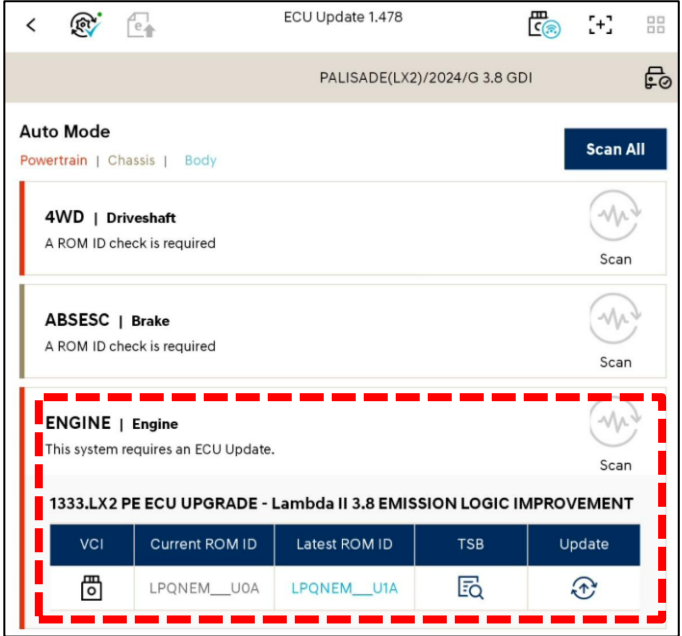 ECU Update 1.478
PALISADE(LX2)/2024/G 3.8 GDI
Auto Mode
Scan All
Powertrain | Chassis | Body
4WD | Driveshaft
A ROM ID check is required
Scan
ABSESC | Brake
A ROM ID check is required
Scan
ENGINE | Engine
This system requires an ECU Update.
Scan
1333.LX2 PE ECU UPGRADE - Lambda II 3.8 EMISSION LOGIC IMPROVEMENT
VCI Current ROM ID Latest ROM ID TSB Update
LPQNEM___U0A LPQNEM___U1A